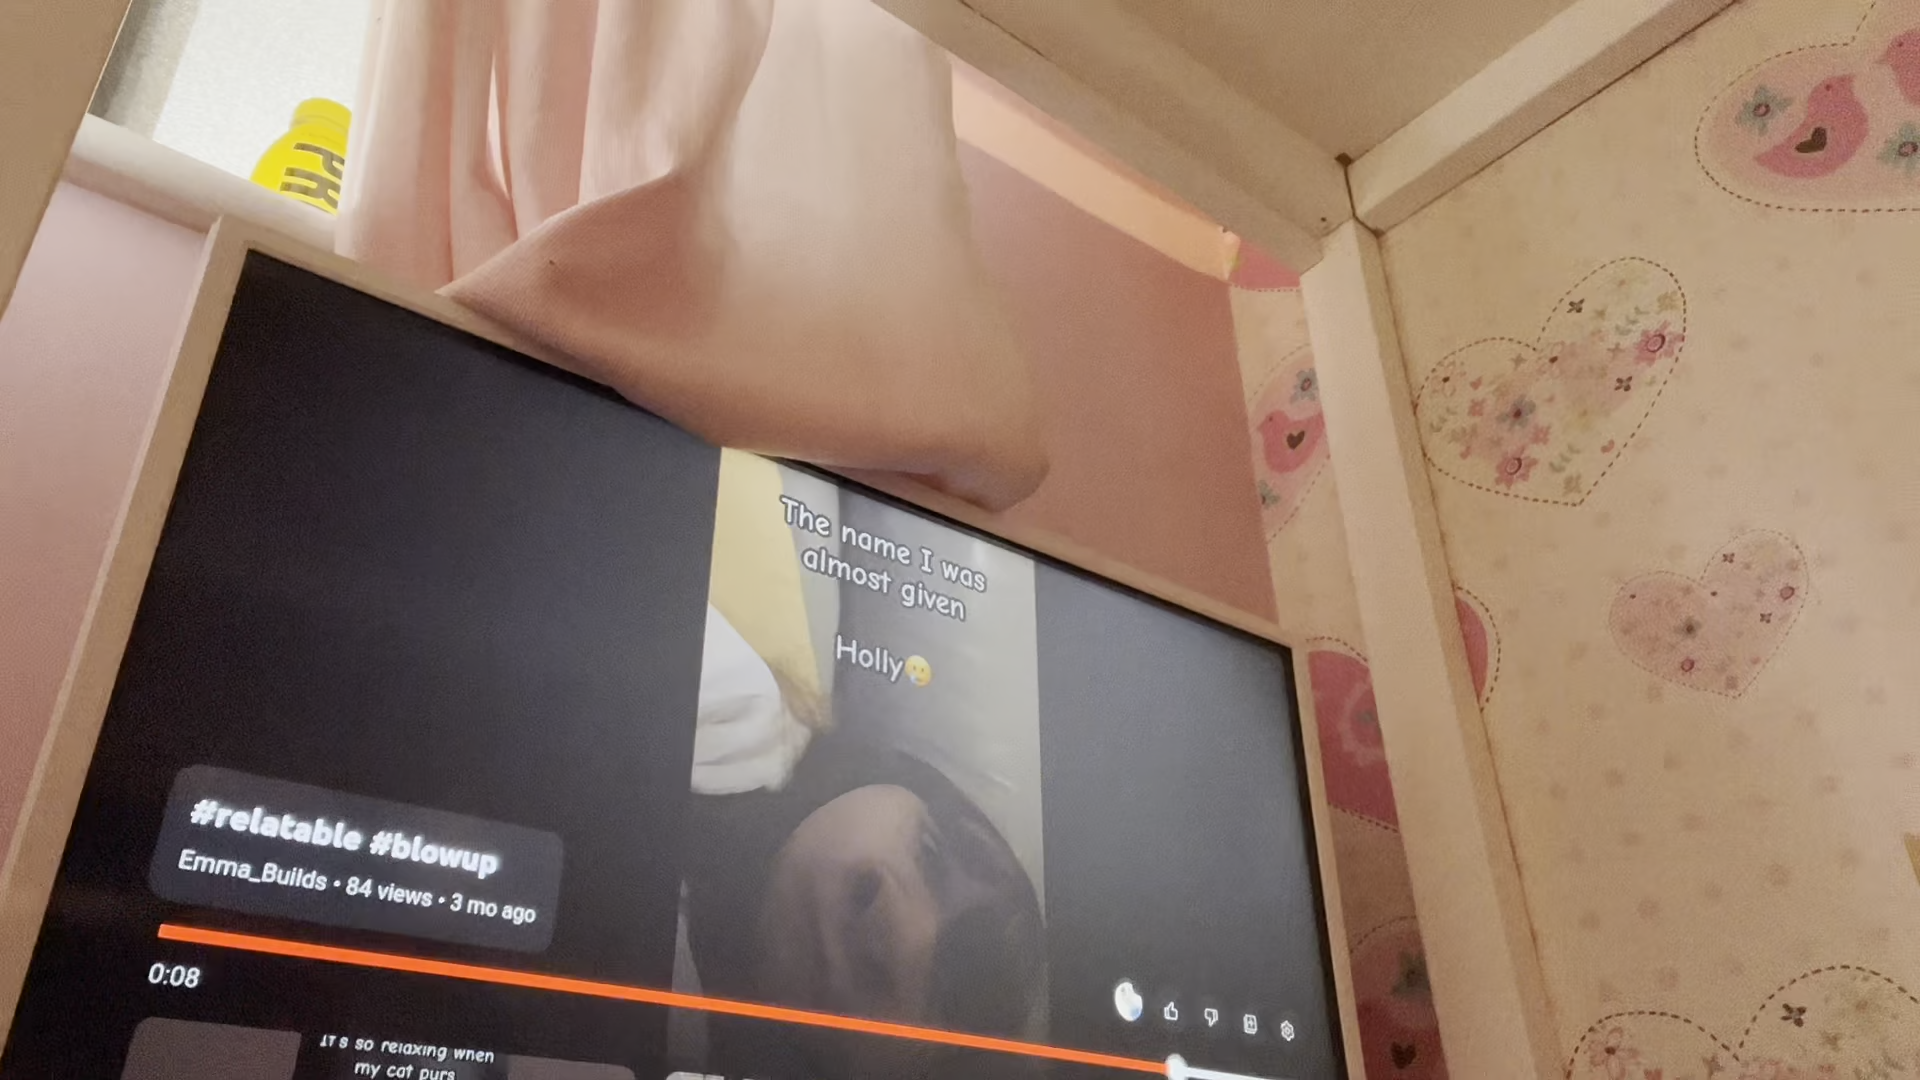 PR
The name I was
almost given
Holly🥲
#relatable #blowup
Emma_Builds • 84 views • 3 mo ago
0:08
IT's so relaxing when
my cat purs